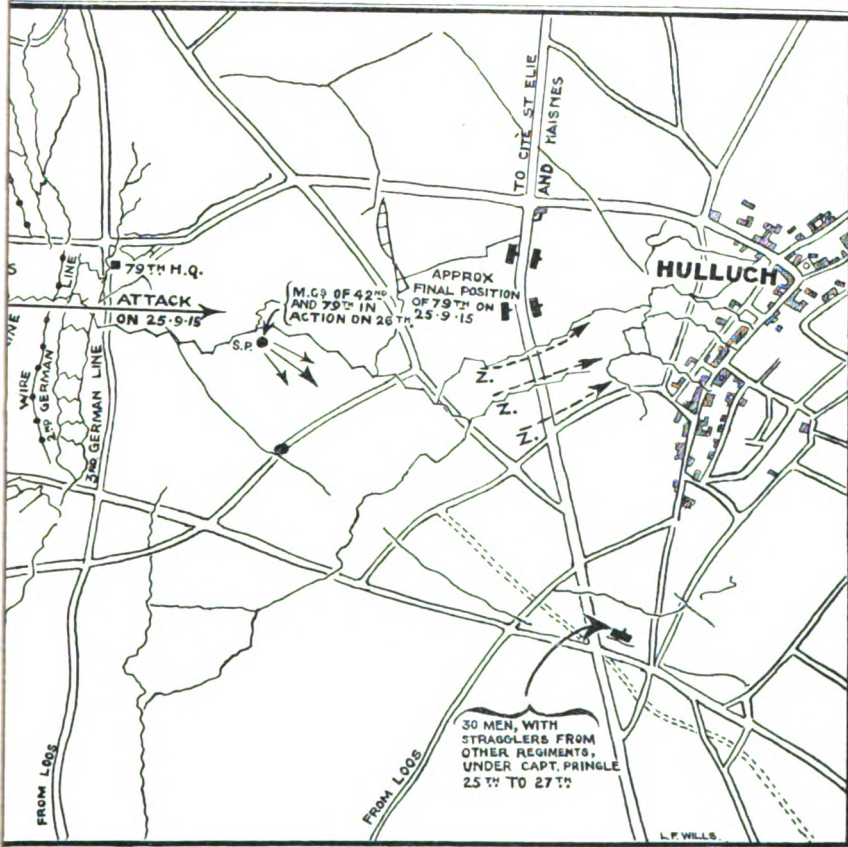 TO CITE ST ELIE
AND HAISNES
HULLUCH
79TH H.Q.
ATTACK
ON 25·9·15
LINE
WIRE
2ND GERMAN
3RD GERMAN LINE
M.GS OF 42ND
AND 79TH IN
ACTION ON 26TH
S.P.
APPROX
FINAL POSITION
OF 79TH ON
25·9·15
Z.
Z.
Z.
30 MEN, WITH
STRAGGLERS FROM
OTHER REGIMENTS,
UNDER CAPT. PRINGLE
25TH TO 27TH
FROM LOOS
FROM LOOS
L.F. WILLS.